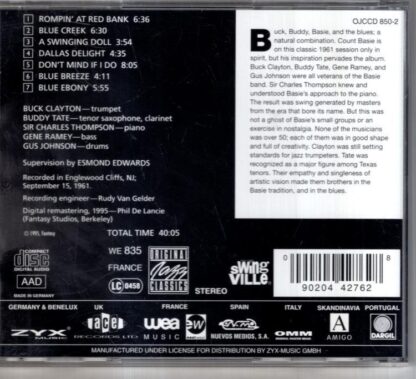 OJCCD 850-2
1 ROMPIN' AT RED BANK 6:36
2 BLUE CREEK 6:30
3 A SWINGING DOLL 3:54
4 DALLAS DELIGHT 4:35
5 DON'T MIND IF I DO 8:05
6 BLUE BREEZE 4:11
7 BLUE EBONY 5:55
BUCK CLAYTON—trumpet
BUDDY TATE—tenor saxophone, clarinet
SIR CHARLES THOMPSON—piano
GENE RAMEY—bass
GUS JOHNSON—drums
Supervision by ESMOND EDWARDS
Recorded in Englewood Cliffs, NJ;
September 15, 1961.
Recording engineer—Rudy Van Gelder
Digital remastering, 1995—Phil De Lancie
(Fantasy Studios, Berkeley)
TOTAL TIME 40:05
Buck, Buddy, Basie, and the blues; a
natural combination. Count Basie is
on this classic 1961 session only in
spirit, but his inspiration pervades the album.
Buck Clayton, Buddy Tate, Gene Ramey, and
Gus Johnson were all veterans of the Basie
band. Sir Charles Thompson knew and
understood Basie's approach to the piano.
The result was swing generated by masters
from the era that bore its name. But this was
not a ghost of Basie's small groups or an
exercise in nostalgia. None of the musicians
was over 50; each of them was in good shape
and full of creativity. Clayton was still setting
standards for jazz trumpeters. Tate was
recognized as a major figure among Texas
tenors. Their empathy and singleness of
artistic vision made them brothers in the
Basie tradition, and in the blues.
℗ 1995, Fantasy
COMPACT
disc
DIGITAL AUDIO
AAD
MADE IN GERMANY
WE 835
FRANCE
LC 0458
ORIGINAL
Jazz
CLASSICS
STEREO
SWING
VILLE
0 90204 42762 8
GERMANY & BENELUX UK FRANCE SPAIN ITALY SKANDINAVIA PORTUGAL
ZYX
MUSIC
ace
RECORDS LTD
wea
MUSIC
NUEVOS MEDIOS, S.A.
OMM
A
AMIGO
DARGIL
MANUFACTURED UNDER LICENSE FOR DISTRIBUTION BY ZYX-MUSIC GMBH